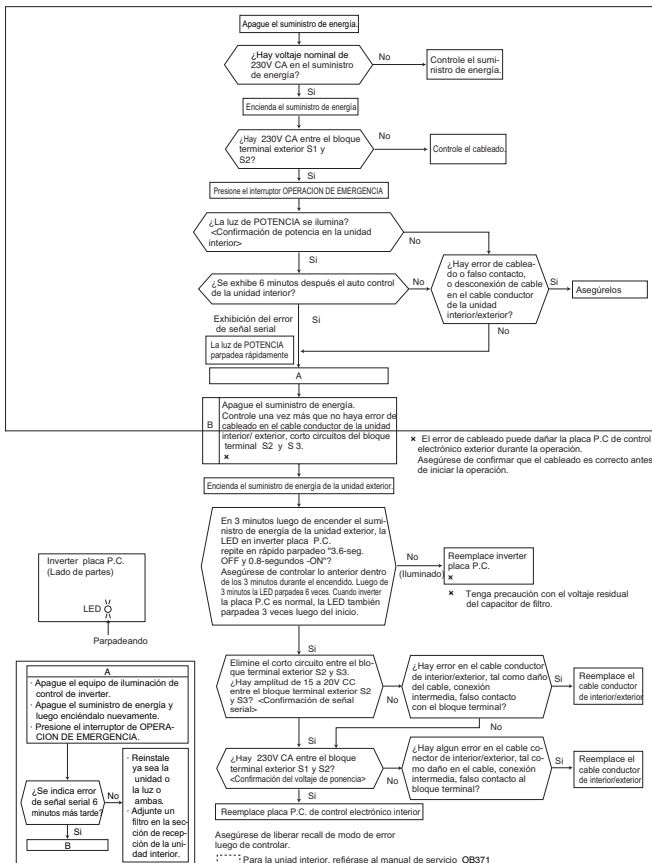 Apague el suministro de energía.
¿Hay voltaje nominal de
230V CA en el suministro
de energía?
No
Controle el sumi-
nistro de energía.
Si
Encienda el suministro de energía
¿Hay 230V CA entre el bloque
terminal exterior S1 y
S2?
No
Controle el cableado.
Si
Presione el interruptor OPERACION DE EMERGENCIA
¿La luz de POTENCIA se ilumina?
<Confirmación de potencia en la unidad
interior>
No
Si
¿Se exhibe 6 minutos después el auto control
de la unidad interior?
No
¿Hay error de cablea-
do o falso contacto,
o desconexión de cable
en el cable conductor
de la unidad
interior/exterior?
Si
Asegúrelos
No
Exhibición del error
de señal serial
Si
La luz de POTENCIA
parpadea rápidamente
A
B
Apague el suministro de energía.
Controle una vez más que no haya error de
cableado en el cable conductor de la unidad
interior/ exterior, corto circuitos del bloque
terminal S2 y S 3.
×
× El error de cableado puede dañar la placa P.C de control
electrónico exterior durante la operación.
Asegúrese de confirmar que el cableado es correcto antes
de iniciar la operación.
Encienda el suministro de energía de la unidad exterior.
En 3 minutos luego de encender el sumi-
nistro de energía de la unidad exterior, la
LED en inverter placa P.C.
repite en rápido parpadeo "3.6-seg.
OFF y 0.8-segundos -ON"?
Asegúrese de controlar lo anterior dentro
de los 3 minutos durante el encendido. Luego de
3 minutos la LED parpadea 6 veces. Cuando inverter
la placa P.C es normal, la LED también
parpadea 3 veces luego del inicio.
No
(Iluminado)
Reemplace inverter
placa P.C.
×
× Tenga precaución con el voltaje residual
del capacitor de filtro.
Inverter placa P.C.
(Lado de partes)
LED
Parpadeando
Si
Elimine el corto circuito entre el blo-
que terminal exterior S2 y S3.
¿Hay amplitud de 15 a 20V CC
entre el bloque terminal exterior S2
y S3? <Confirmación de señal
serial>
No
¿Hay error en el cable conductor
de interior/exterior, tal como daño
del cable, conexión
intermedia, falso contacto
con el bloque terminal?
Si
Reemplace el
cable conductor
de interior/exterior
No
Si
¿Hay 230V CA entre el bloque
terminal exterior S1 y S2?
<Confirmación del voltaje de ponencia>
No
¿Hay algun error en el cable co-
nector de interior/exterior, tal co-
mo daño en el cable, conexión
intermedia, falso contacto al
bloque terminal?
Si
Reemplace el
cable conductor
de interior/exterior
Si
Reemplace placa P.C. de control electrónico interior
A
· Apague el equipo de iluminación de
control de inverter.
· Apague el suministro de energía y
luego enciéndalo nuevamente.
· Presione el interruptor de OPERA-
CION DE EMERGENCIA.
¿Se indica error
de señal serial 6
minutos más tarde?
No
· Reinstale
ya sea la
unidad o
la luz o
ambas.
· Adjunte un
filtro en la sec-
ción de recep-
ción de la uni-
dad interior.
Si
B
Asegúrese de liberar recall de modo de error
luego de controlar.
Para la uniad interior, refiérase al manual de servicio OB371